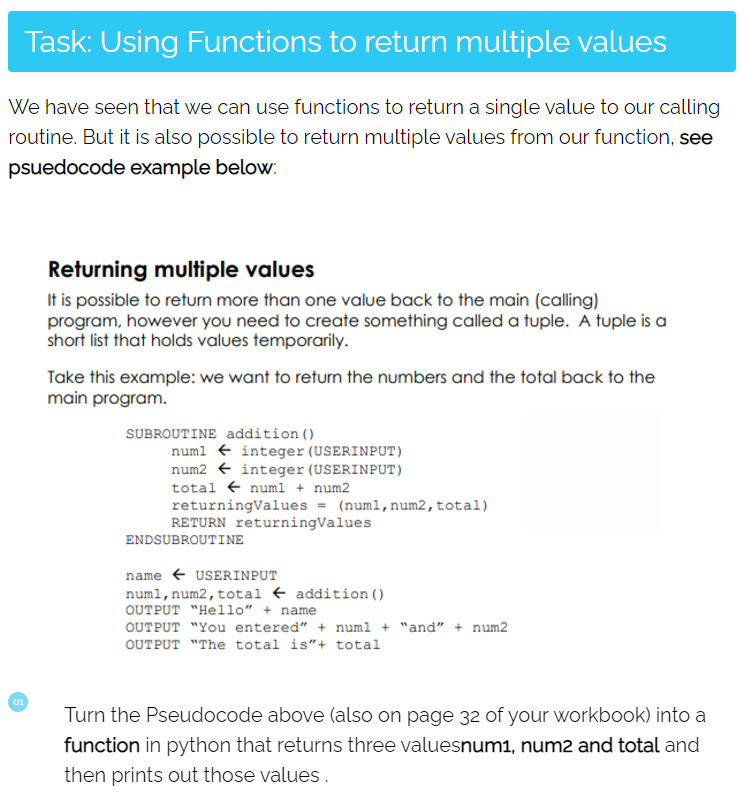 Task: Using Functions to return multiple values
We have seen that we can use functions to return a single value to our calling
routine. But it is also possible to return multiple values from our function, see
psuedocode example below:
Returning multiple values
It is possible to return more than one value back to the main (calling)
program, however you need to create something called a tuple. A tuple is a
short list that holds values temporarily.
Take this example: we want to return the numbers and the total back to the
main program.
SUBROUTINE addition()
num1 ← integer(USERINPUT)
num2 ← integer(USERINPUT)
total ← num1 + num2
returningValues = (num1,num2,total)
RETURN returningValues
ENDSUBROUTINE
name ← USERINPUT
num1,num2,total ← addition()
OUTPUT “Hello” + name
OUTPUT “You entered” + num1 + “and” + num2
OUTPUT “The total is”+ total
01
Turn the Pseudocode above (also on page 32 of your workbook) into a
function in python that returns three valuesnum1, num2 and total and
then prints out those values .